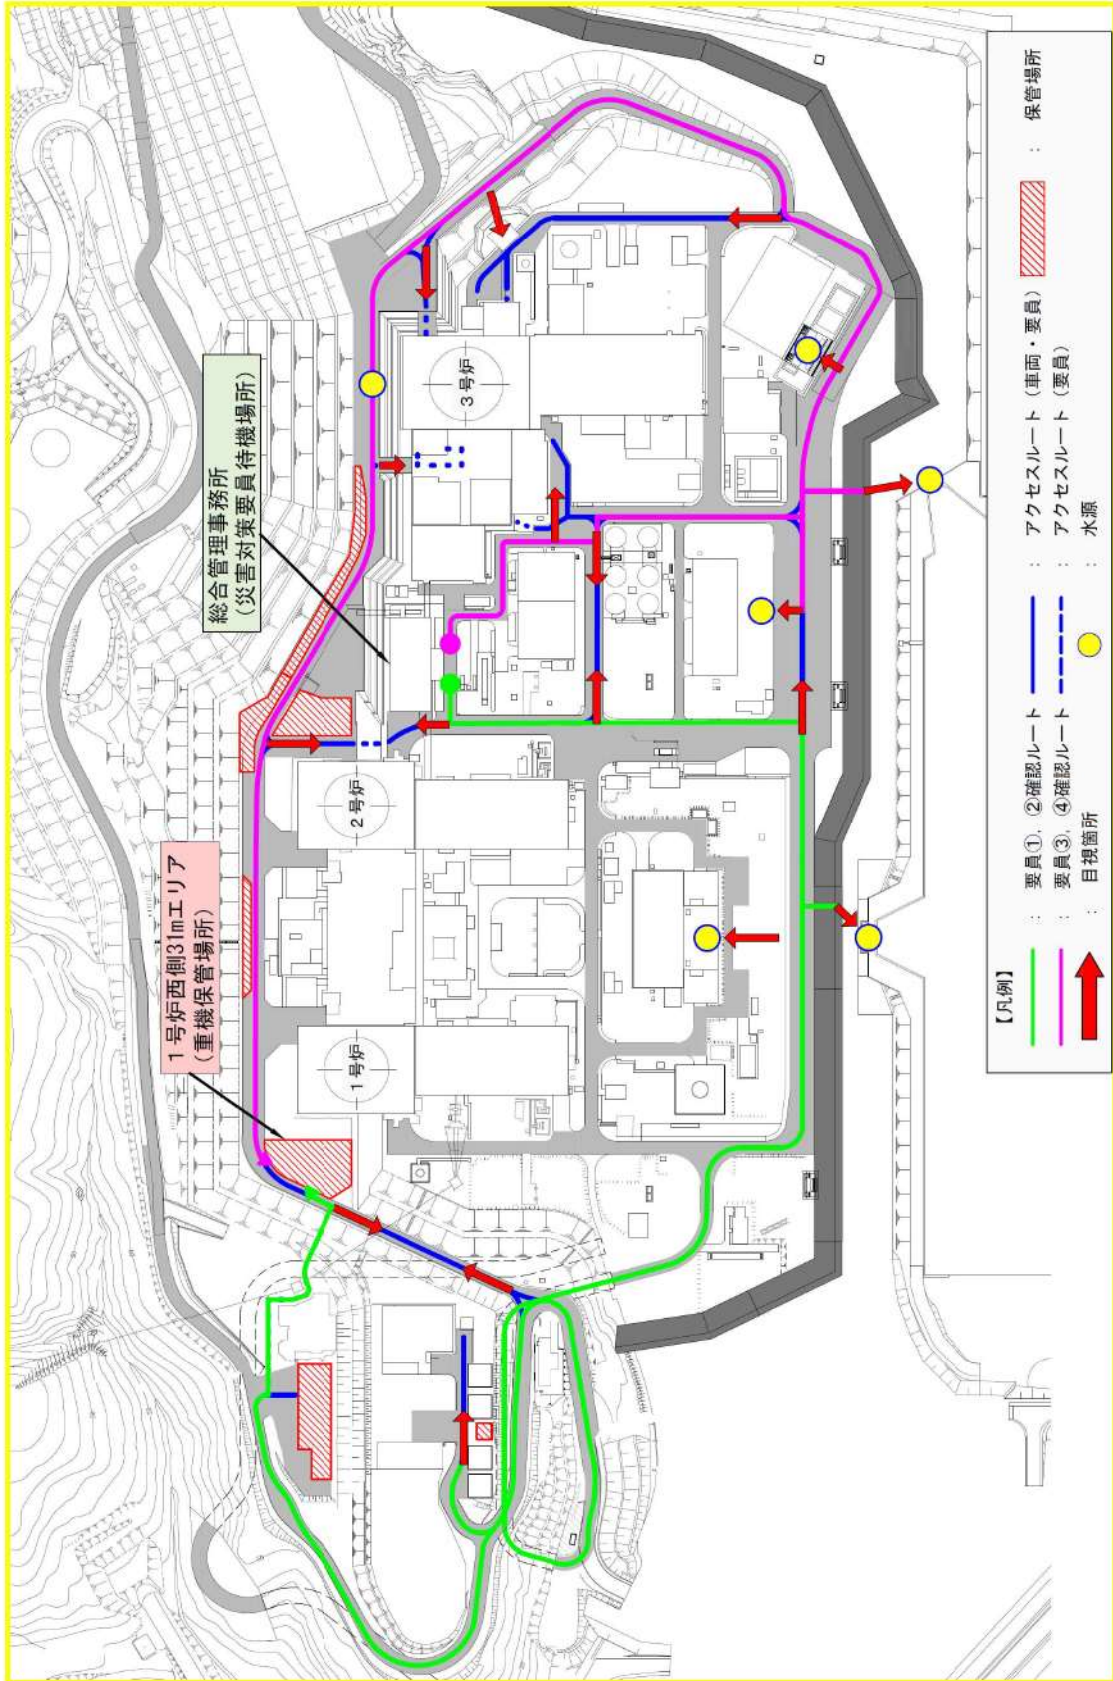 総合管理事務所
(災害対策要員待機場所)
1号炉西側31mエリア
(重機保管場所)
1号炉
2号炉
3号炉
【凡例】
: 要員①,②確認ルート
: 要員③,④確認ルート
: 目視箇所
: アクセスルート(車両・要員)
: アクセスルート(要員)
: 水源
: 保管場所